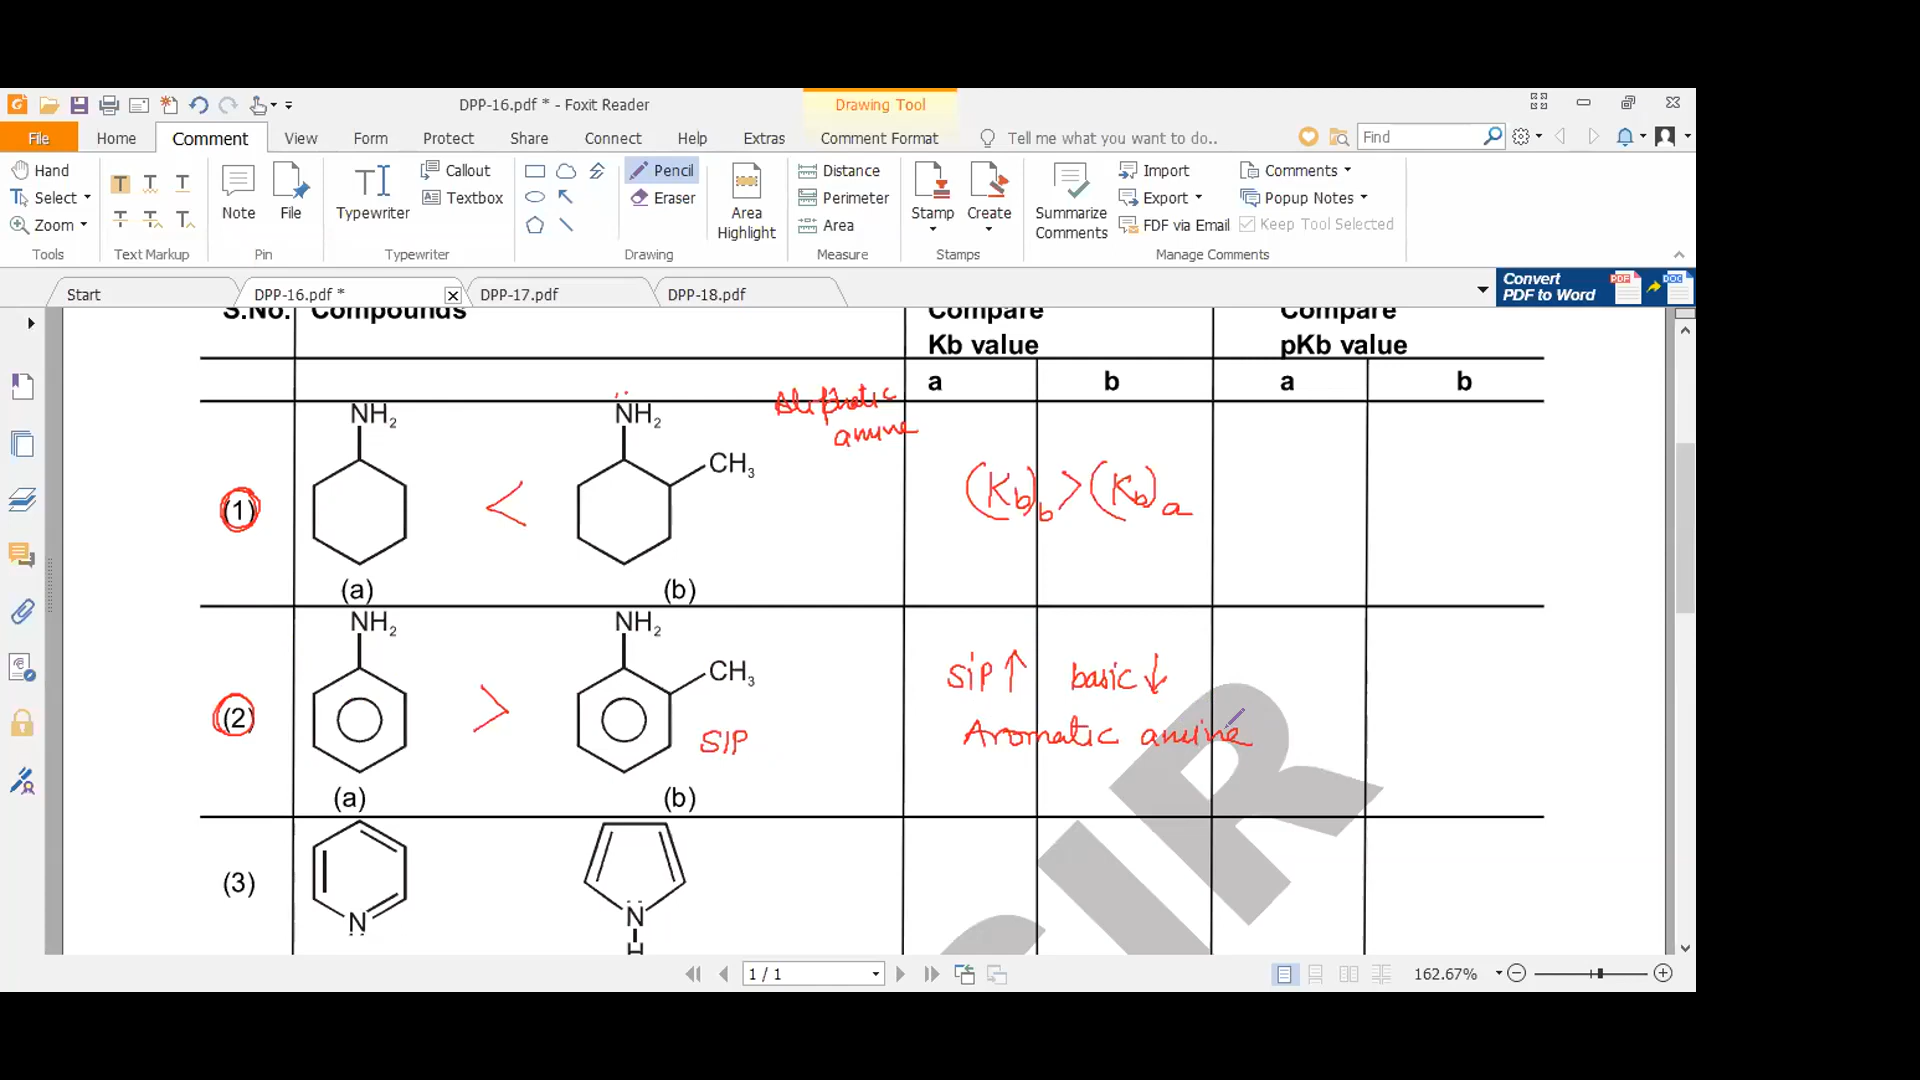 DPP-16.pdf * - Foxit Reader
Drawing Tool
File Home Comment View Form Protect Share Connect Help Extras Comment Format Tell me what you want to do.. Find
Hand
Select
Zoom
Tools
Text Markup
Note
File
Pin
Typewriter
Callout
Textbox
Typewriter
Pencil
Eraser
Drawing
Area
Highlight
Distance
Perimeter
Area
Measure
Stamp
Create
Stamps
Summarize
Comments
Import
Export
FDF via Email
Comments
Popup Notes
Keep Tool Selected
Manage Comments
Start DPP-16.pdf * DPP-17.pdf DPP-18.pdf
Convert
PDF to Word
PDF DOC
S.No. Compounds Compare Compare
Kb value pKb value
a b a b
(1)
NH2
<
NH2
CH3
Aliphatic
amine
(Kb)b > (Kb)a
(a) (b)
(2)
NH2
>
NH2
CH3
SIP
SIP ↑ basic ↓
Aromatic amine
(a) (b)
(3)
N
N
H
CIR
1 / 1
162.67%